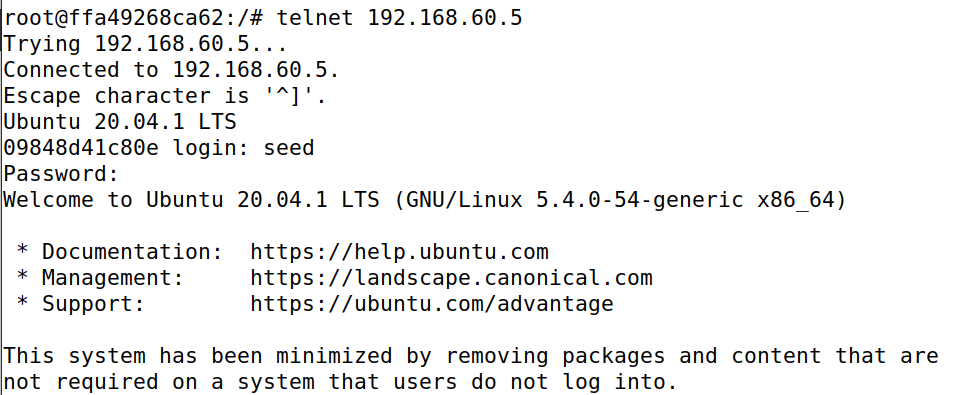 root@ffa49268ca62:/# telnet 192.168.60.5
Trying 192.168.60.5...
Connected to 192.168.60.5.
Escape character is '^]'.
Ubuntu 20.04.1 LTS
09848d41c80e login: seed
Password:
Welcome to Ubuntu 20.04.1 LTS (GNU/Linux 5.4.0-54-generic x86_64)

 * Documentation:  https://help.ubuntu.com
 * Management:     https://landscape.canonical.com
 * Support:        https://ubuntu.com/advantage

This system has been minimized by removing packages and content that are
not required on a system that users do not log into.